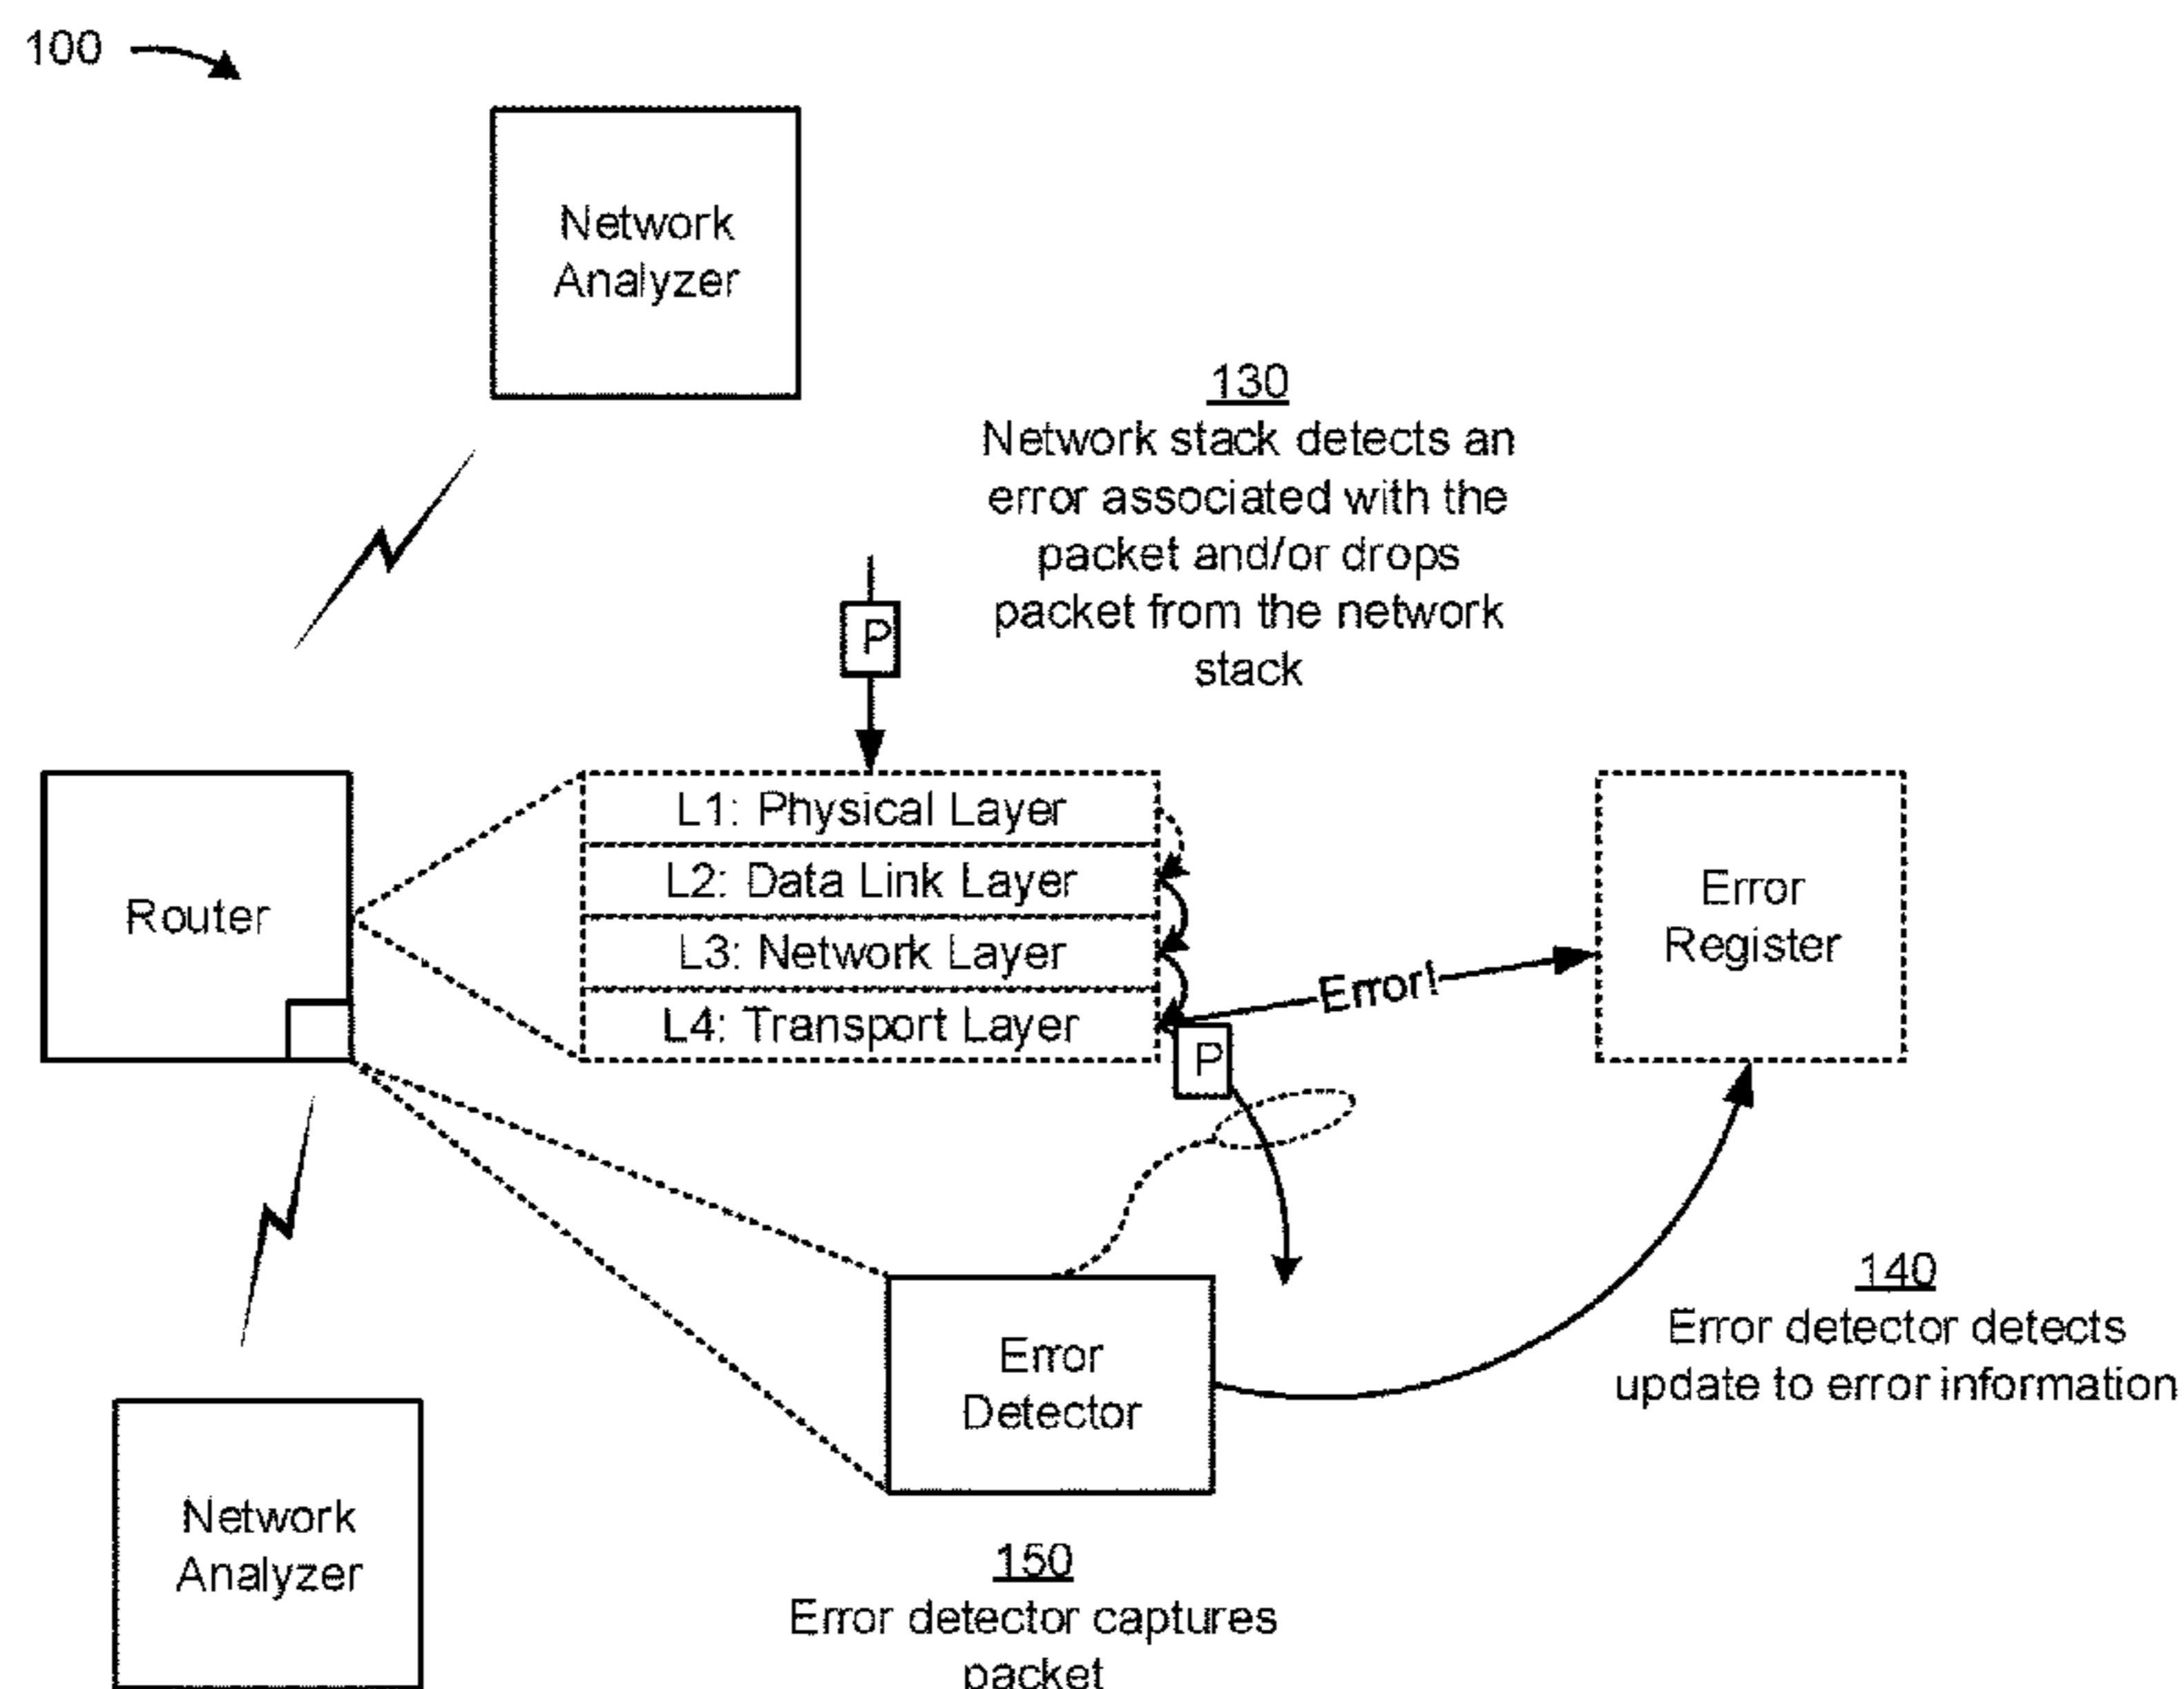 100
Network
Analyzer
130
Network stack detects an
error associated with the
packet and/or drops
packet from the network
stack
P
Router
L1: Physical Layer
L2: Data Link Layer
L3: Network Layer
L4: Transport Layer
Error!
P
Error
Register
Error
Detector
140
Error detector detects
update to error information
Network
Analyzer
150
Error detector captures
packet